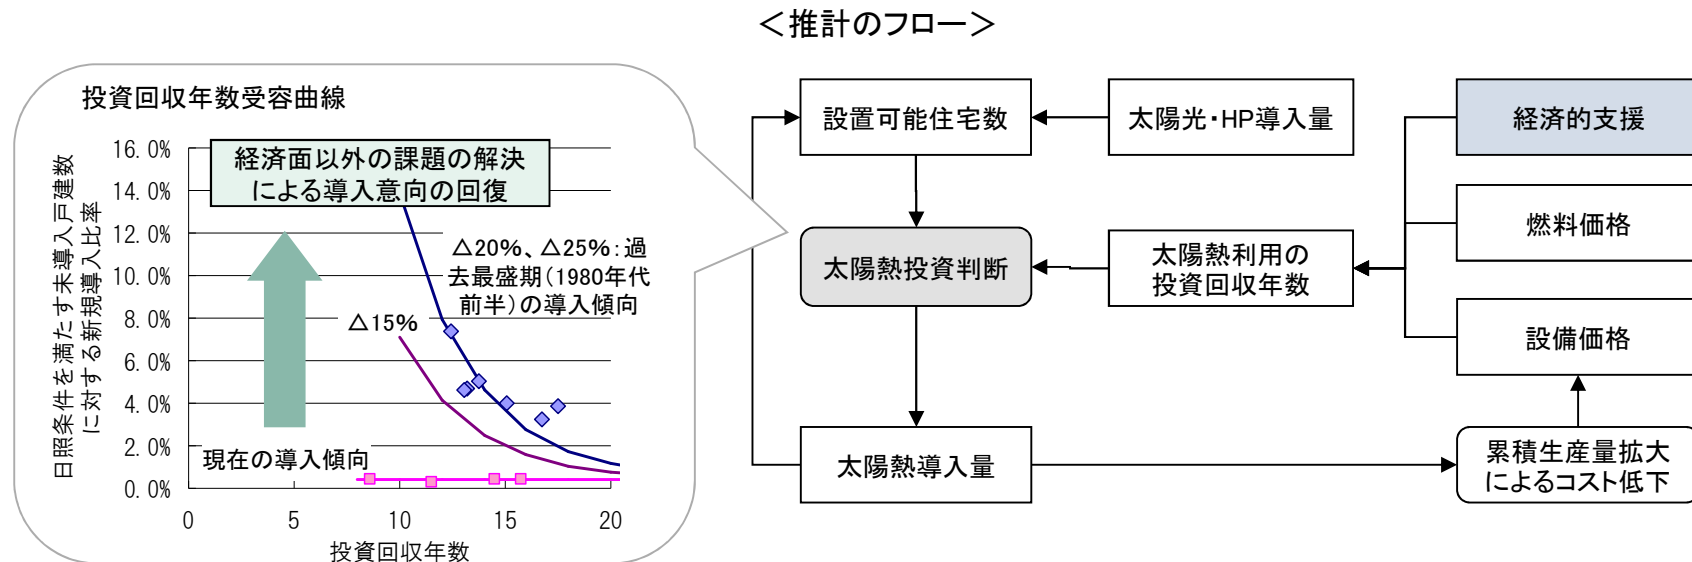 ＜推計のフロー＞
投資回収年数受容曲線
日照条件を満たす未導入戸建数
に対する新規導入比率
16.0%
14.0%
12.0%
10.0%
8.0%
6.0%
4.0%
2.0%
0.0%
経済面以外の課題の解決
による導入意向の回復
△20%、△25%：過
去最盛期（1980年代
前半）の導入傾向
△15%
現在の導入傾向
0
5
10
15
20
投資回収年数
設置可能住宅数
太陽光・HP導入量
経済的支援
燃料価格
太陽熱投資判断
太陽熱利用の
投資回収年数
設備価格
太陽熱導入量
累積生産量拡大
によるコスト低下